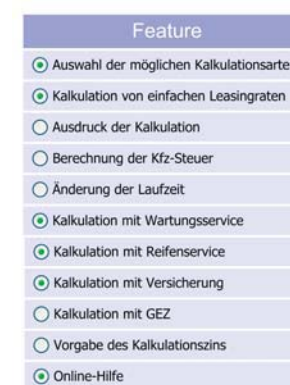 Feature
Auswahl der möglichen Kalkulationsarte
Kalkulation von einfachen Leasingraten
Ausdruck der Kalkulation
Berechnung der Kfz-Steuer
Änderung der Laufzeit
Kalkulation mit Wartungsservice
Kalkulation mit Reifenservice
Kalkulation mit Versicherung
Kalkulation mit GEZ
Vorgabe des Kalkulationszins
Online-Hilfe